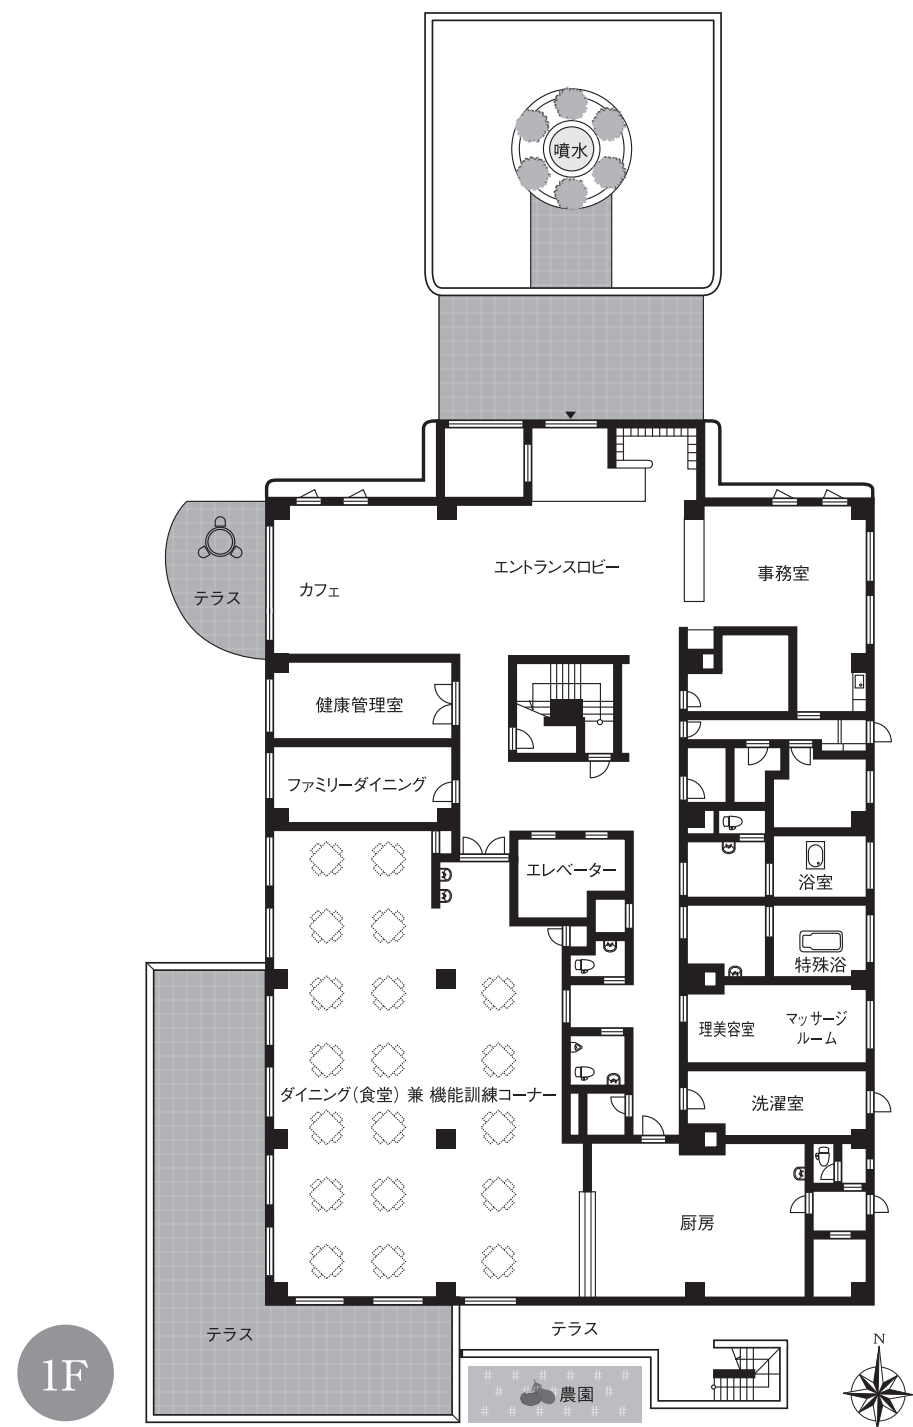 噴水
エントランスロビー
カフェ
テラス
事務室
健康管理室
ファミリーダイニング
エレベーター
浴室
特殊浴
理美容室
マッサージ
ルーム
ダイニング(食堂) 兼 機能訓練コーナー
洗濯室
厨房
テラス
テラス
農園
1F
N